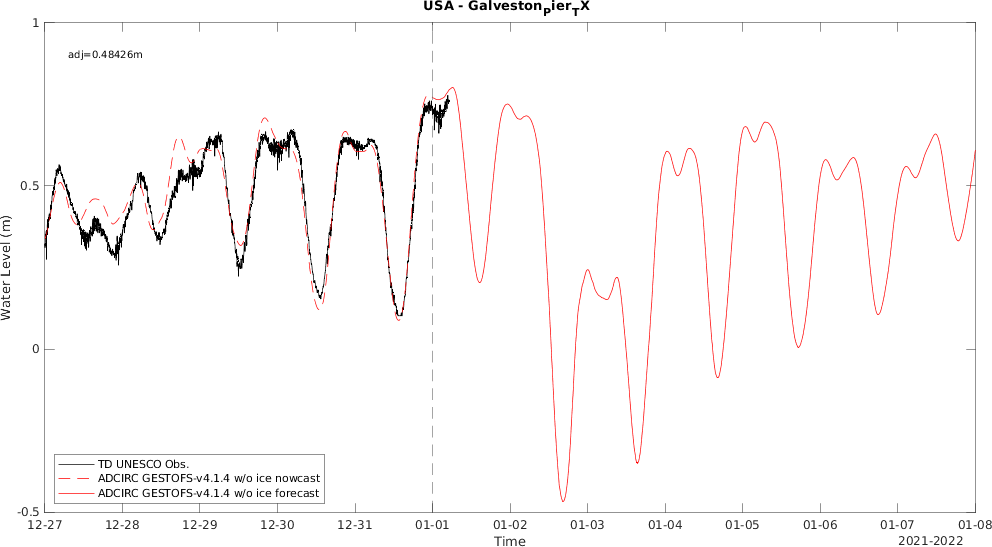 USA - Galveston_Pier_TX
1
adj=0.48426m
0.5
Water Level (m)
0
TD UNESCO Obs.
ADCIRC GESTOFS-v4.1.4 w/o ice nowcast
ADCIRC GESTOFS-v4.1.4 w/o ice forecast
-0.5
12-27 12-28 12-29 12-30 12-31 01-01 01-02 01-03 01-04 01-05 01-06 01-07 01-08
Time
2021-2022